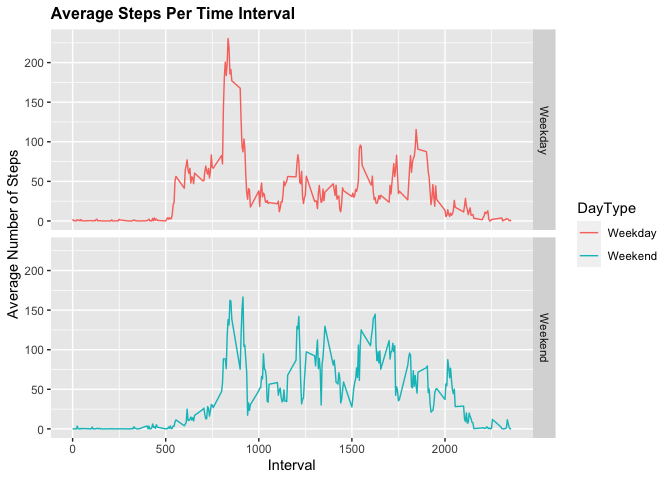 Average Steps Per Time Interval
Average Number of Steps
200
150
100
50
0
Weekday
200
150
100
50
0
Weekend
0 500 1000 1500 2000
Interval
DayType
Weekday
Weekend